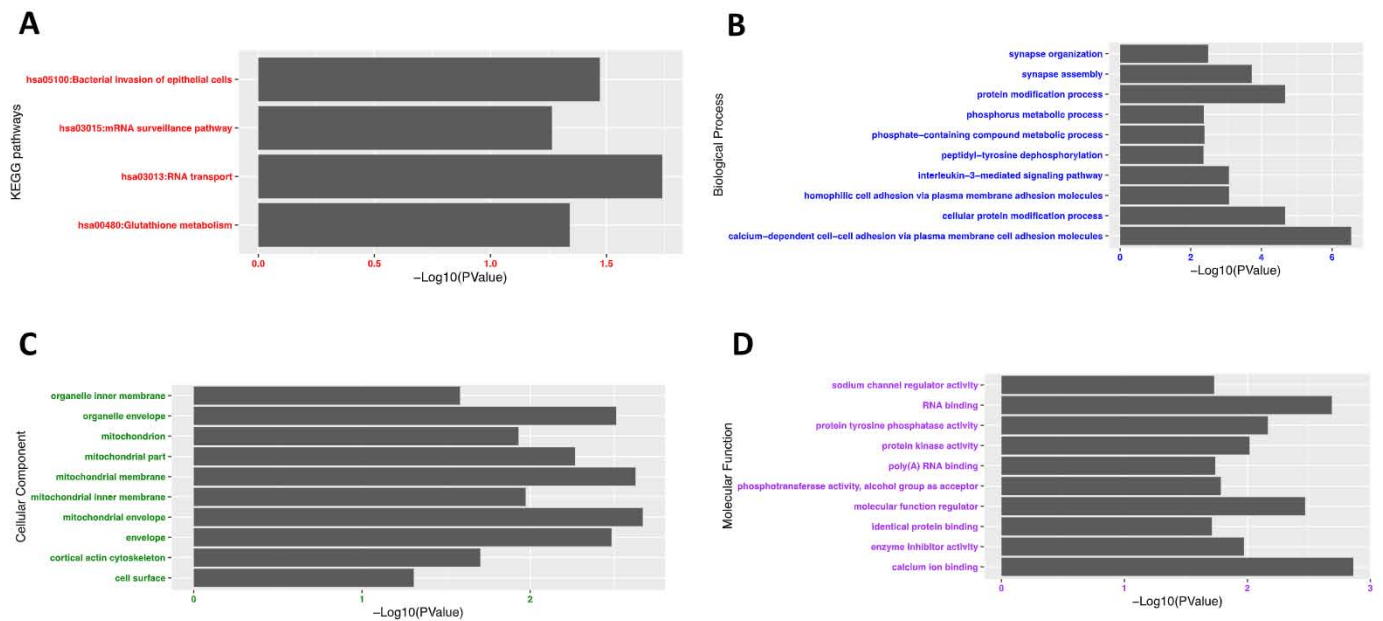 A
KEGG pathways
hsa05100:Bacterial invasion of epithelial cells
hsa03015:mRNA surveillance pathway
hsa03013:RNA transport
hsa00480:Glutathione metabolism
0.0 0.5 1.0 1.5
−Log10(PValue)
B
Biological Process
synapse organization
synapse assembly
protein modification process
phosphorus metabolic process
phosphate−containing compound metabolic process
peptidyl−tyrosine dephosphorylation
interleukin−3−mediated signaling pathway
homophilic cell adhesion via plasma membrane adhesion molecules
cellular protein modification process
calcium−dependent cell−cell adhesion via plasma membrane cell adhesion molecules
0 2 4 6
−Log10(PValue)
C
Cellular Component
organelle inner membrane
organelle envelope
mitochondrion
mitochondrial part
mitochondrial membrane
mitochondrial inner membrane
mitochondrial envelope
envelope
cortical actin cytoskeleton
cell surface
0 1 2
−Log10(PValue)
D
Molecular Function
sodium channel regulator activity
RNA binding
protein tyrosine phosphatase activity
protein kinase activity
poly(A) RNA binding
phosphotransferase activity, alcohol group as acceptor
molecular function regulator
identical protein binding
enzyme inhibitor activity
calcium ion binding
0 1 2 3
−Log10(PValue)